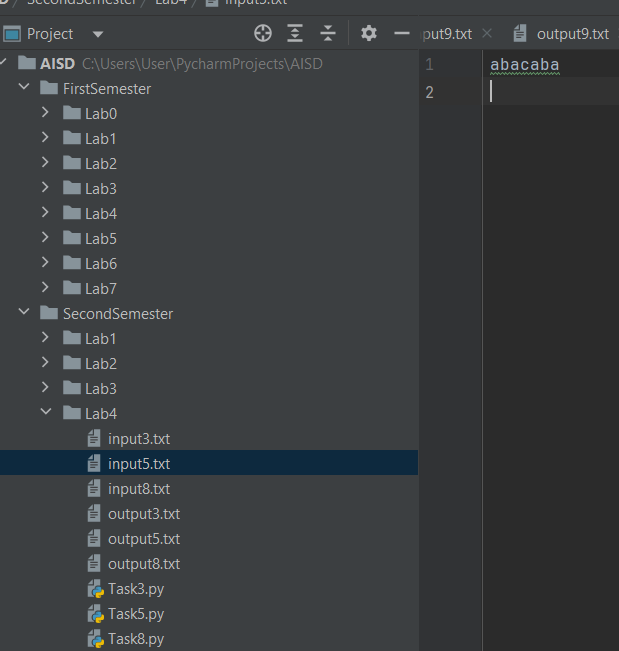 SecondSemester / Lab4 / input5.txt
Project
put9.txt
output9.txt
AISD C:\Users\User\PycharmProjects\AISD
FirstSemester
Lab0
Lab1
Lab2
Lab3
Lab4
Lab5
Lab6
Lab7
SecondSemester
Lab1
Lab2
Lab3
Lab4
input3.txt
input5.txt
input8.txt
output3.txt
output5.txt
output8.txt
Task3.py
Task5.py
Task8.py
1 abacaba
2